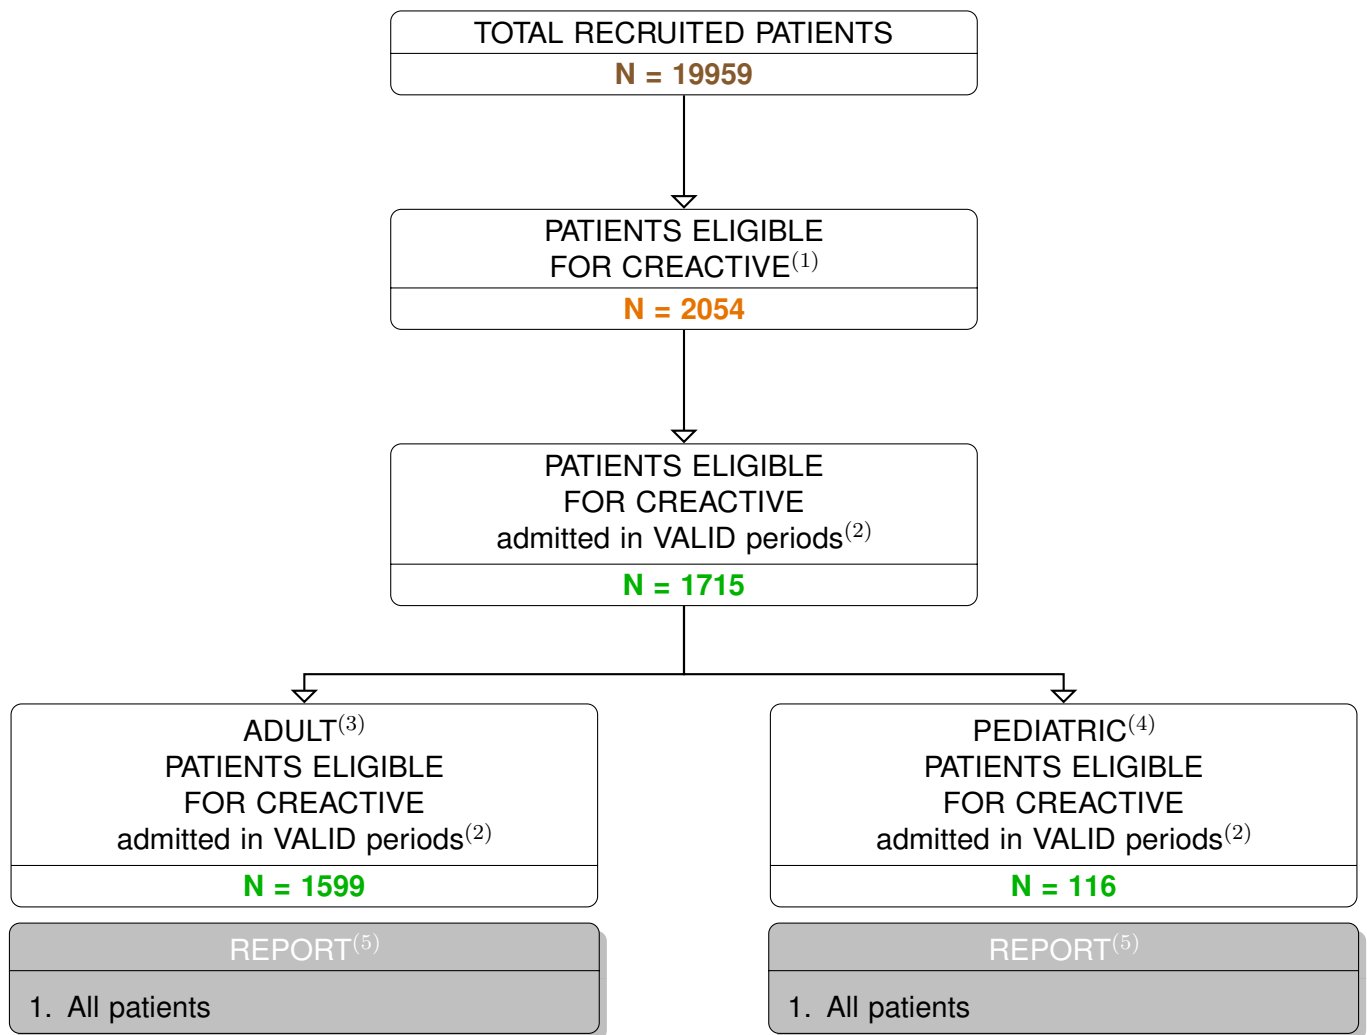 TOTAL RECRUITED PATIENTS
N = 19959
PATIENTS ELIGIBLE
FOR CREACTIVE(1)
N = 2054
PATIENTS ELIGIBLE
FOR CREACTIVE
admitted in VALID periods(2)
N = 1715
ADULT(3)
PATIENTS ELIGIBLE
FOR CREACTIVE
admitted in VALID periods(2)
N = 1599
REPORT(5)
1. All patients
PEDIATRIC(4)
PATIENTS ELIGIBLE
FOR CREACTIVE
admitted in VALID periods(2)
N = 116
REPORT(5)
1. All patients